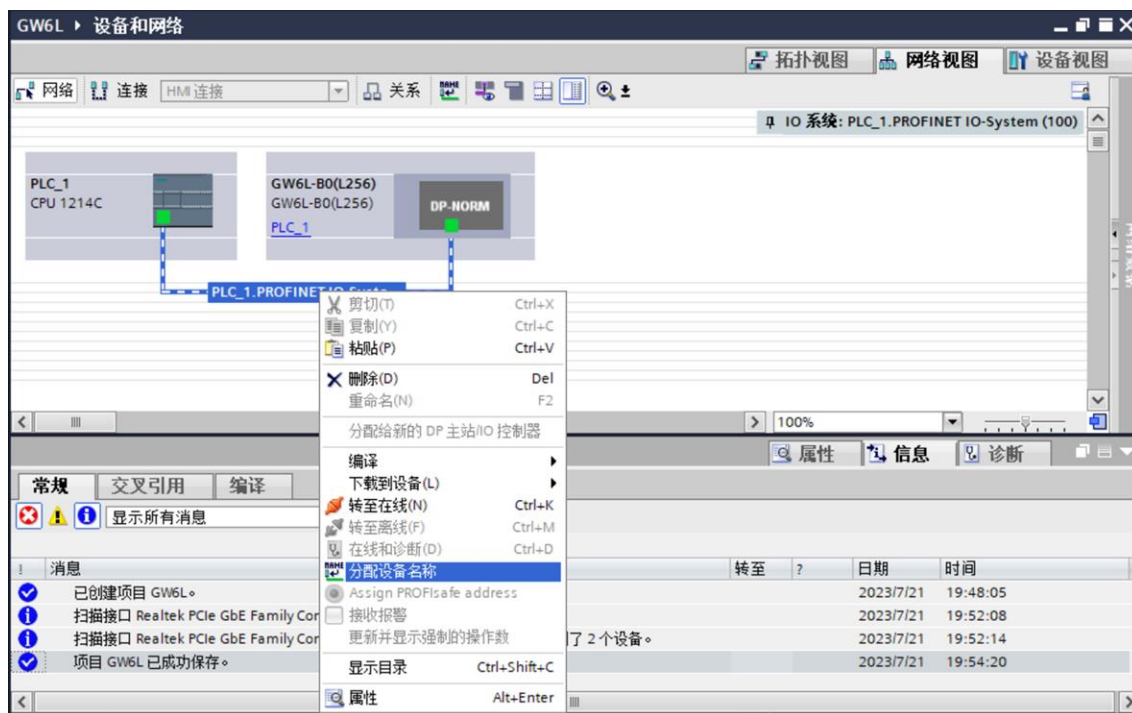 GW6L ▸ 设备和网络
拓扑视图 网络视图 设备视图
网络 连接 HMI 连接 关系
IO 系统: PLC_1.PROFINET IO-System (100)
PLC_1
CPU 1214C
GW6L-B0(L256)
GW6L-B0(L256)
PLC_1
DP-NORM
PLC_1.PROFINET IO-Syste...
剪切(T) Ctrl+X
复制(Y) Ctrl+C
粘贴(P) Ctrl+V
删除(D) Del
重命名(N) F2
分配给新的 DP 主站/IO 控制器
编译
下载到设备(L)
转至在线(N) Ctrl+K
转至离线(F) Ctrl+M
在线和诊断(D) Ctrl+D
分配设备名称
Assign PROFIsafe address
接收报警
更新并显示强制的操作数
显示目录 Ctrl+Shift+C
属性 Alt+Enter
100%
属性 信息 诊断
常规 交叉引用 编译
显示所有消息
! 消息 转至 ? 日期 时间
已创建项目 GW6L。 2023/7/21 19:48:05
扫描接口 Realtek PCIe GbE Family Con 2023/7/21 19:52:08
扫描接口 Realtek PCIe GbE Family Con 了 2 个设备。 2023/7/21 19:52:14
项目 GW6L 已成功保存。 2023/7/21 19:54:20